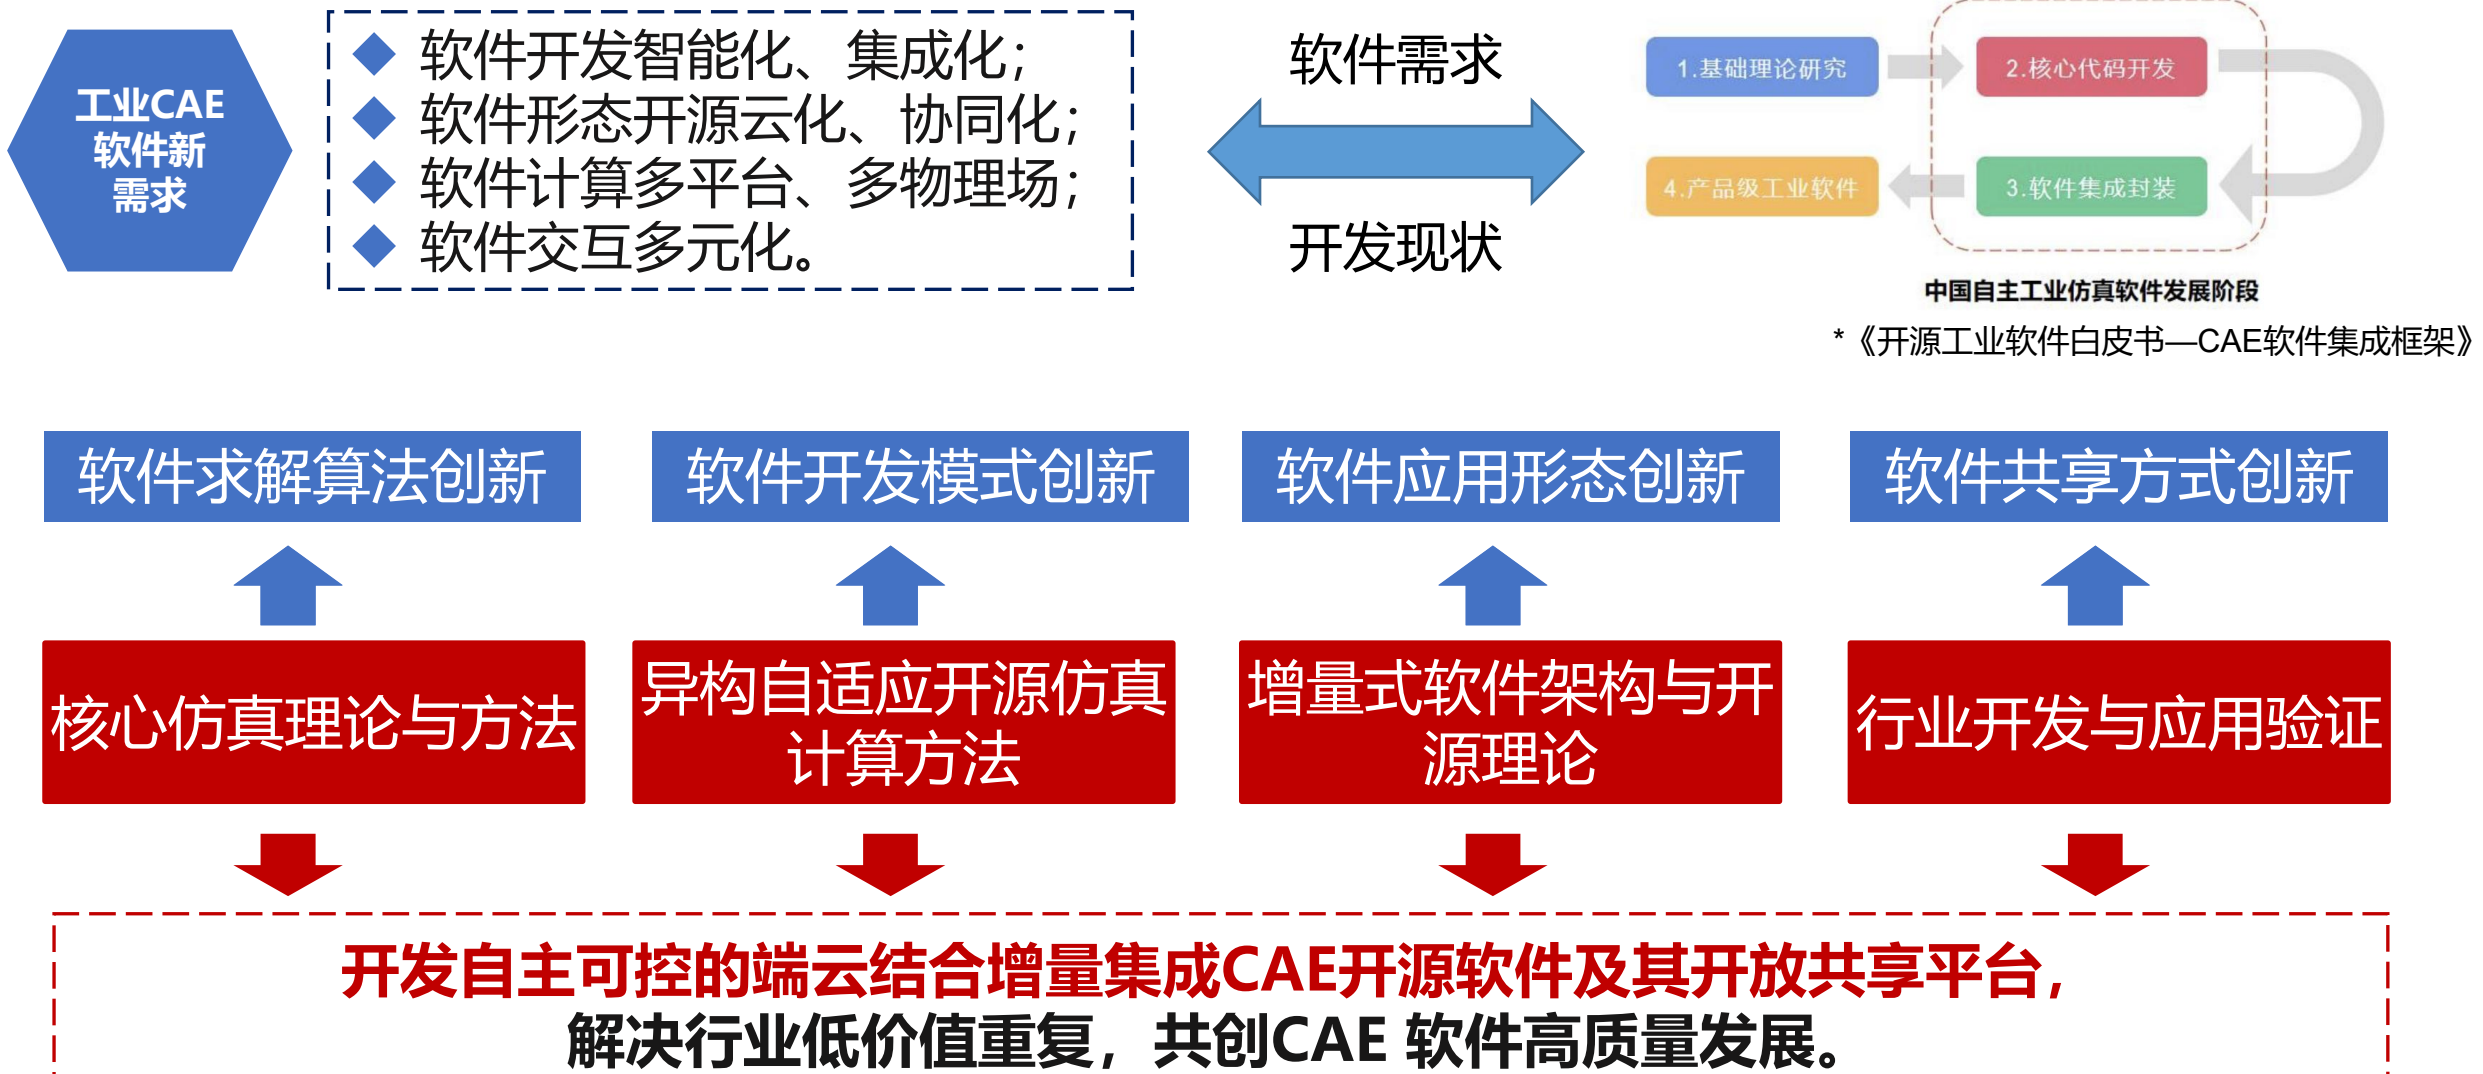 工业CAE
软件新
需求
软件开发智能化、集成化；
软件形态开源云化、协同化；
软件计算多平台、多物理场；
软件交互多元化。
软件需求
开发现状
1.基础理论研究
2.核心代码开发
4.产品级工业软件
3.软件集成封装
中国自主工业仿真软件发展阶段
*《开源工业软件白皮书—CAE软件集成框架》
软件求解算法创新
软件开发模式创新
软件应用形态创新
软件共享方式创新
核心仿真理论与方法
异构自适应开源仿真
计算方法
增量式软件架构与开
源理论
行业开发与应用验证
开发自主可控的端云结合增量集成CAE开源软件及其开放共享平台，
解决行业低价值重复，共创CAE 软件高质量发展。